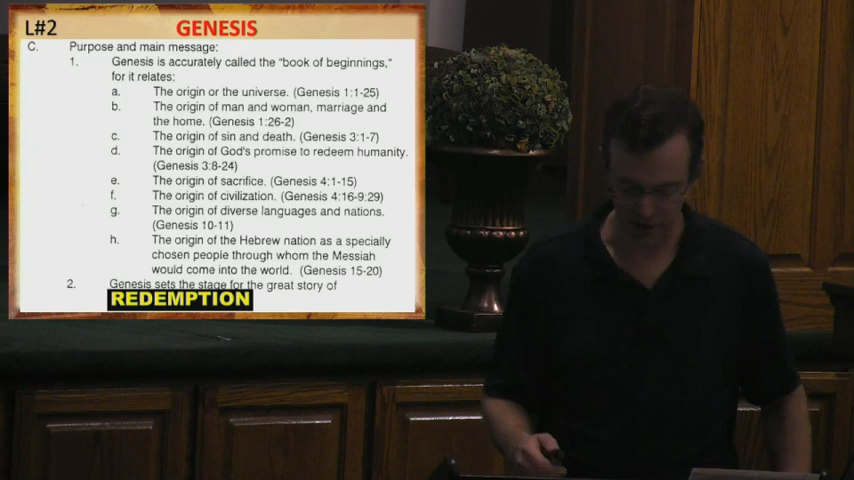 L#2
GENESIS
C. Purpose and main message:
1. Genesis is accurately called the "book of beginnings,"
for it relates:
a. The origin or the universe. (Genesis 1:1-25)
b. The origin of man and woman, marriage and
the home. (Genesis 1:26-2)
c. The origin of sin and death. (Genesis 3:1-7)
d. The origin of God's promise to redeem humanity.
(Genesis 3:8-24)
e. The origin of sacrifice. (Genesis 4:1-15)
f. The origin of civilization. (Genesis 4:16-9:29)
g. The origin of diverse languages and nations.
(Genesis 10-11)
h. The origin of the Hebrew nation as a specially
chosen people through whom the Messiah
would come into the world. (Genesis 15-20)
2. Genesis sets the stage for the great story of
REDEMPTION